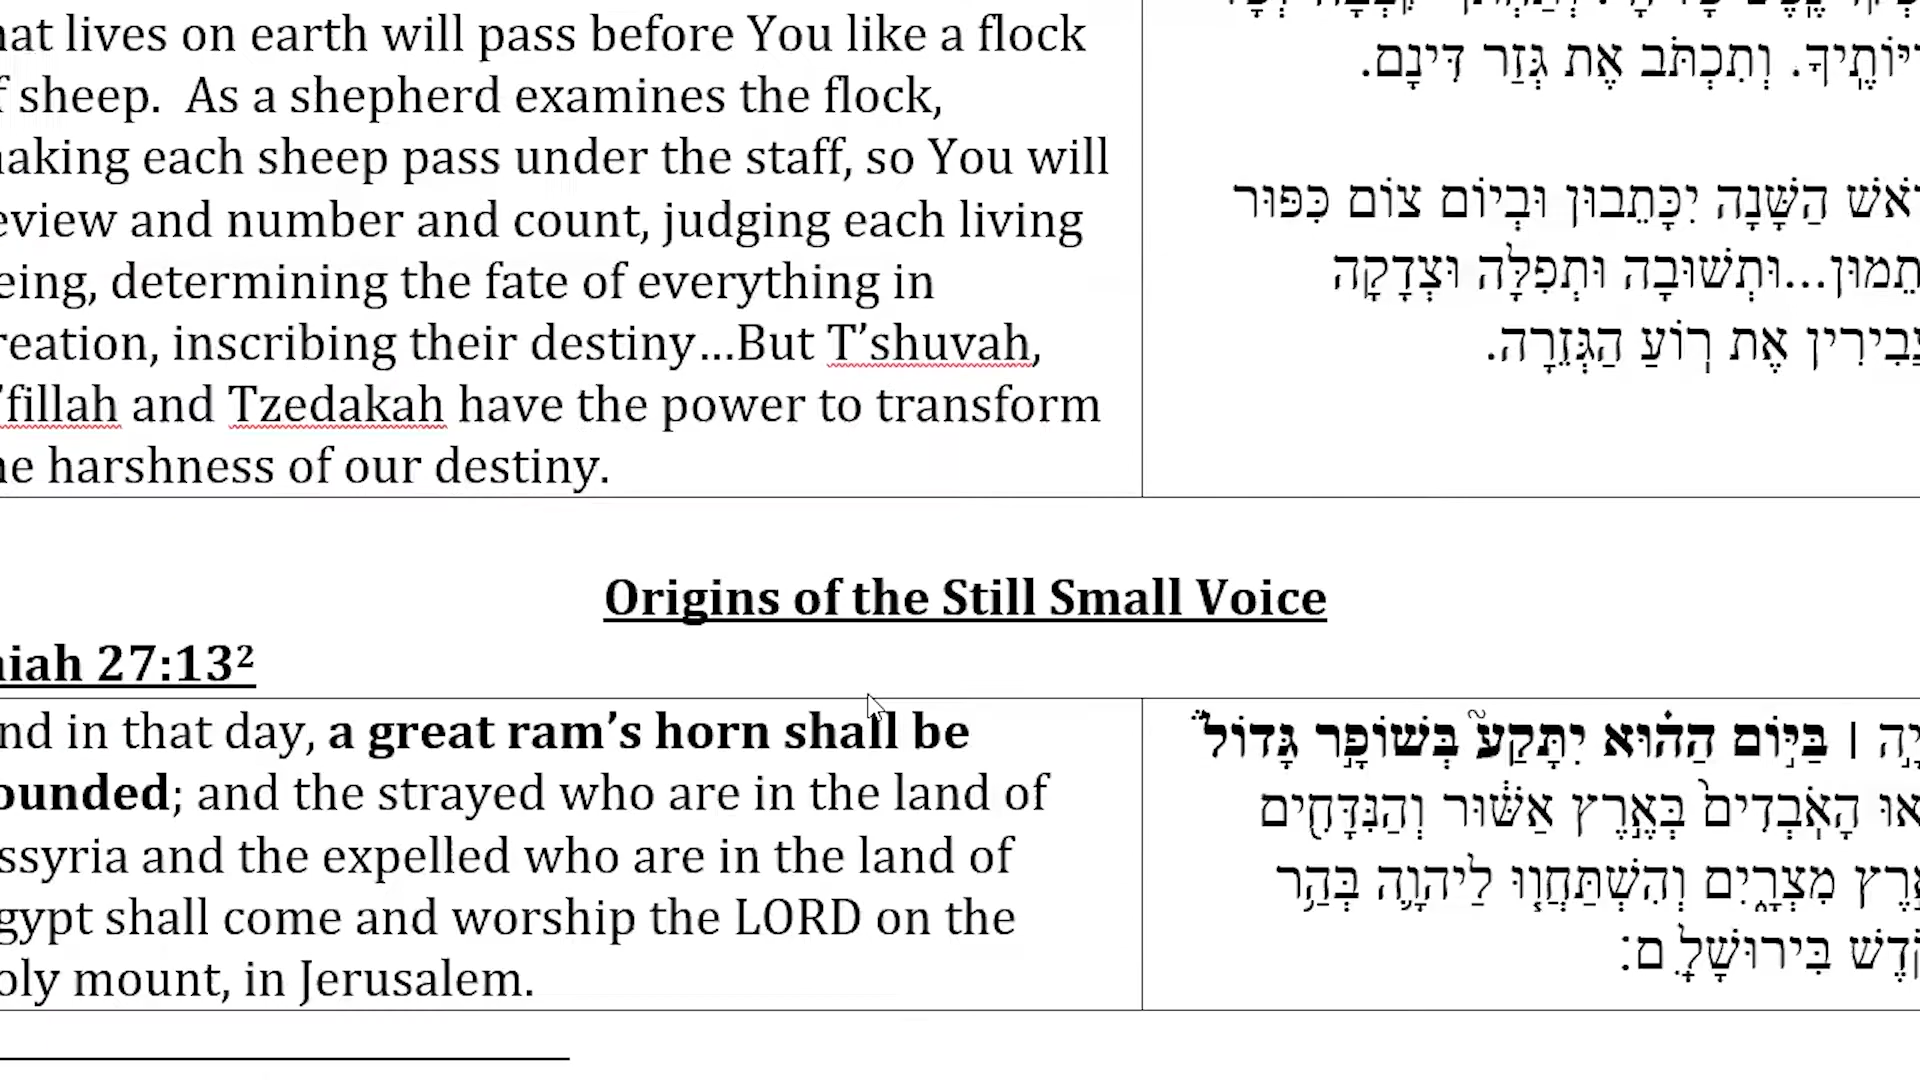 hat lives on earth will pass before You like a flock
f sheep.  As a shepherd examines the flock,
aking each sheep pass under the staff, so You will
eview and number and count, judging each living
eing, determining the fate of everything in
reation, inscribing their destiny…But T’shuvah,
’fillah and Tzedakah have the power to transform
he harshness of our destiny.
וְתִכְתֹּב אֶת גְּזַר דִּינָם.
ֹאשׁ הַשָּׁנָה יִכָּתֵבוּן וּבְיוֹם צוֹם כִּפּוּר
תֵמוּן...וּתְשׁוּבָה וּתְפִלָּה וּצְדָקָה
עֲבִירִין אֶת רֽוֹעַ הַגְּזֵרָה.
Origins of the Still Small Voice
iah 27:13²
nd in that day, a great ram’s horn shall be
ounded; and the strayed who are in the land of
ssyria and the expelled who are in the land of
gypt shall come and worship the LORD on the
oly mount, in Jerusalem.
יָ֣ה ׀ בַּיּ֣וֹם הַה֗וּא יִתָּקַע֮ בְּשׁוֹפָ֣ר גָּדוֹל֒
אוּ הָאֹֽבְדִים֙ בְּאֶ֣רֶץ אַשּׁ֔וּר וְהַנִּדָּחִ֖ים
אֶ֣רֶץ מִצְרָ֑יִם וְהִשְׁתַּחֲו֧וּ לַיהוָ֛ה בְּהַ֥ר
קֹּ֖דֶשׁ בִּירוּשָׁלִָֽם׃